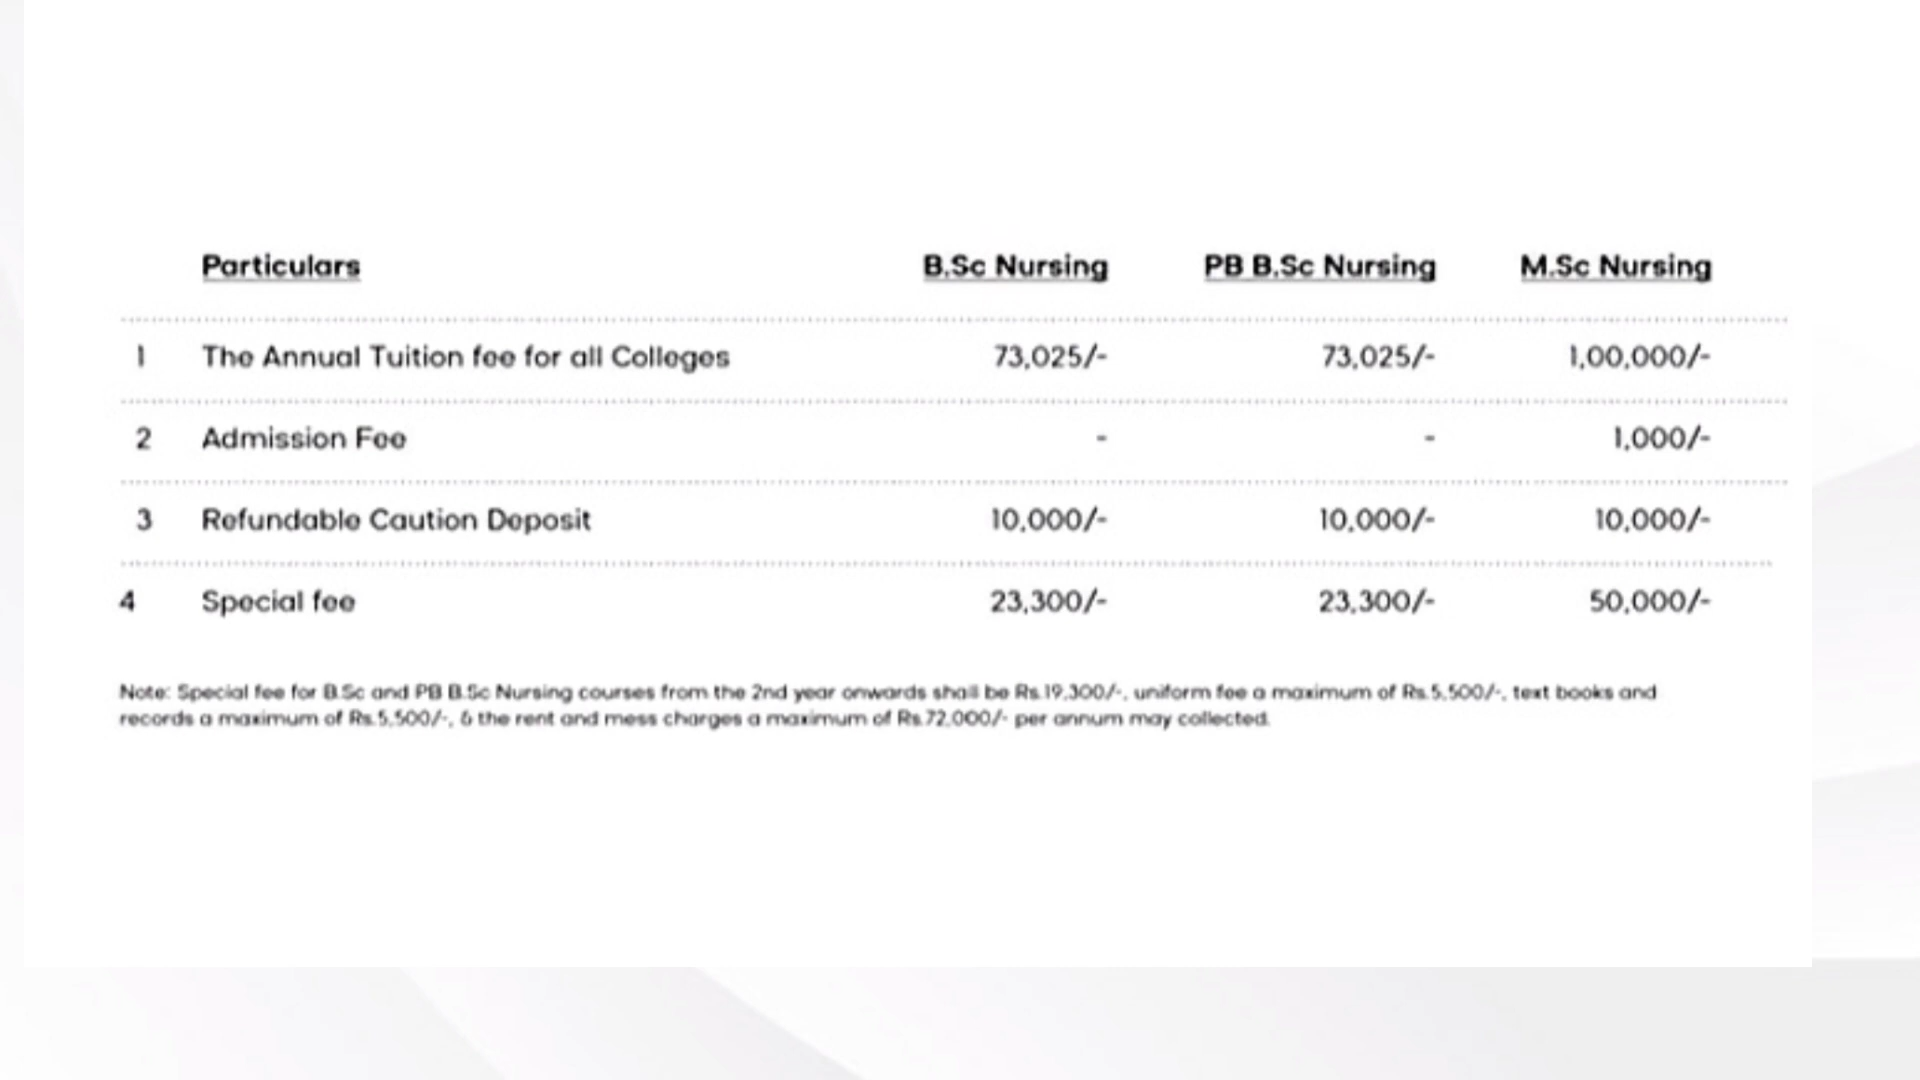 Particulars B.Sc Nursing PB B.Sc Nursing M.Sc Nursing
1 The Annual Tuition fee for all Colleges 73,025/- 73,025/- 1,00,000/-
2 Admission Fee - - 1,000/-
3 Refundable Caution Deposit 10,000/- 10,000/- 10,000/-
4 Special fee 23,300/- 23,300/- 50,000/-
Note: Special fee for B.Sc and PB B.Sc Nursing courses from the 2nd year onwards shall be Rs.19,300/-, uniform fee a maximum of Rs.5,500/-, text books and
records a maximum of Rs.5,500/-, & the rent and mess charges a maximum of Rs.72,000/- per annum may collected.